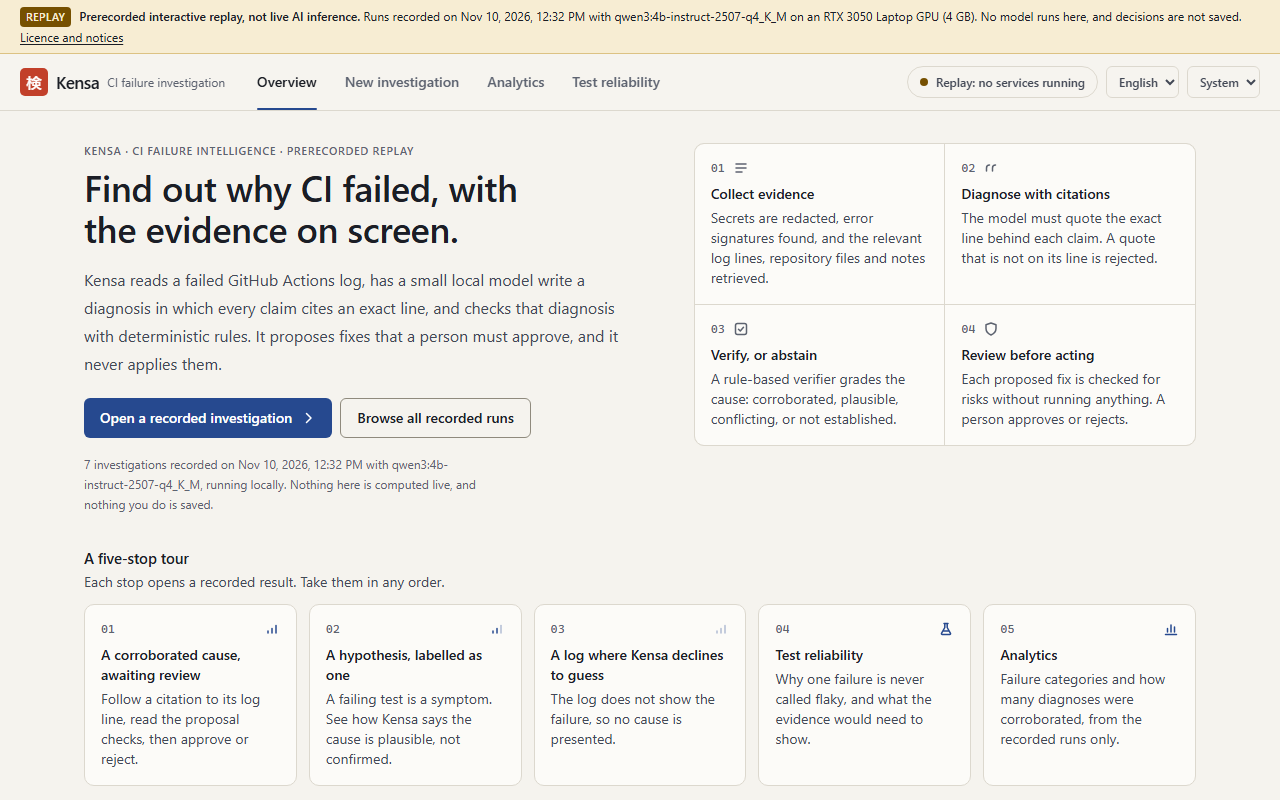 REPLAY Prerecorded interactive replay, not live AI inference. Runs recorded on Nov 10, 2026, 12:32 PM with qwen3:4b-instruct-2507-q4_K_M on an RTX 3050 Laptop GPU (4 GB). No model runs here, and decisions are not saved.
Licence and notices
検 Kensa CI failure investigation Overview New investigation Analytics Test reliability Replay: no services running English System
KENSA · CI FAILURE INTELLIGENCE · PRERECORDED REPLAY
Find out why CI failed, with
the evidence on screen.
Kensa reads a failed GitHub Actions log, has a small local model write a
diagnosis in which every claim cites an exact line, and checks that diagnosis
with deterministic rules. It proposes fixes that a person must approve, and it
never applies them.
Open a recorded investigation
Browse all recorded runs
7 investigations recorded on Nov 10, 2026, 12:32 PM with qwen3:4b-
instruct-2507-q4_K_M, running locally. Nothing here is computed live, and
nothing you do is saved.
01
Collect evidence
Secrets are redacted, error
signatures found, and the relevant
log lines, repository files and notes
retrieved.
02
Diagnose with citations
The model must quote the exact
line behind each claim. A quote
that is not on its line is rejected.
03
Verify, or abstain
A rule-based verifier grades the
cause: corroborated, plausible,
conflicting, or not established.
04
Review before acting
Each proposed fix is checked for
risks without running anything. A
person approves or rejects.
A five-stop tour
Each stop opens a recorded result. Take them in any order.
01
A corroborated cause,
awaiting review
Follow a citation to its log
line, read the proposal
checks, then approve or
reject.
02
A hypothesis, labelled as
one
A failing test is a symptom.
See how Kensa says the
cause is plausible, not
confirmed.
03
A log where Kensa declines
to guess
The log does not show the
failure, so no cause is
presented.
04
Test reliability
Why one failure is never
called flaky, and what the
evidence would need to
show.
05
Analytics
Failure categories and how
many diagnoses were
corroborated, from the
recorded runs only.